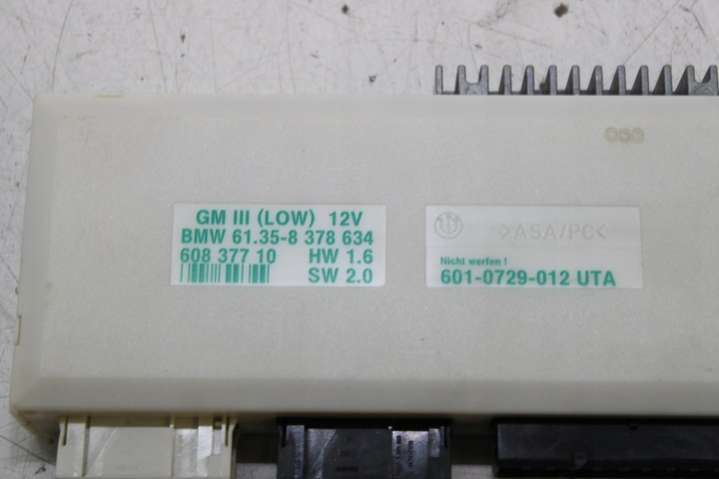 GM III (LOW) 12V
BMW 61.35-8 378 634
608 377 10 HW 1.6
SW 2.0
>ASA/PC<
Nicht werfen !
601-0729-012 UTA